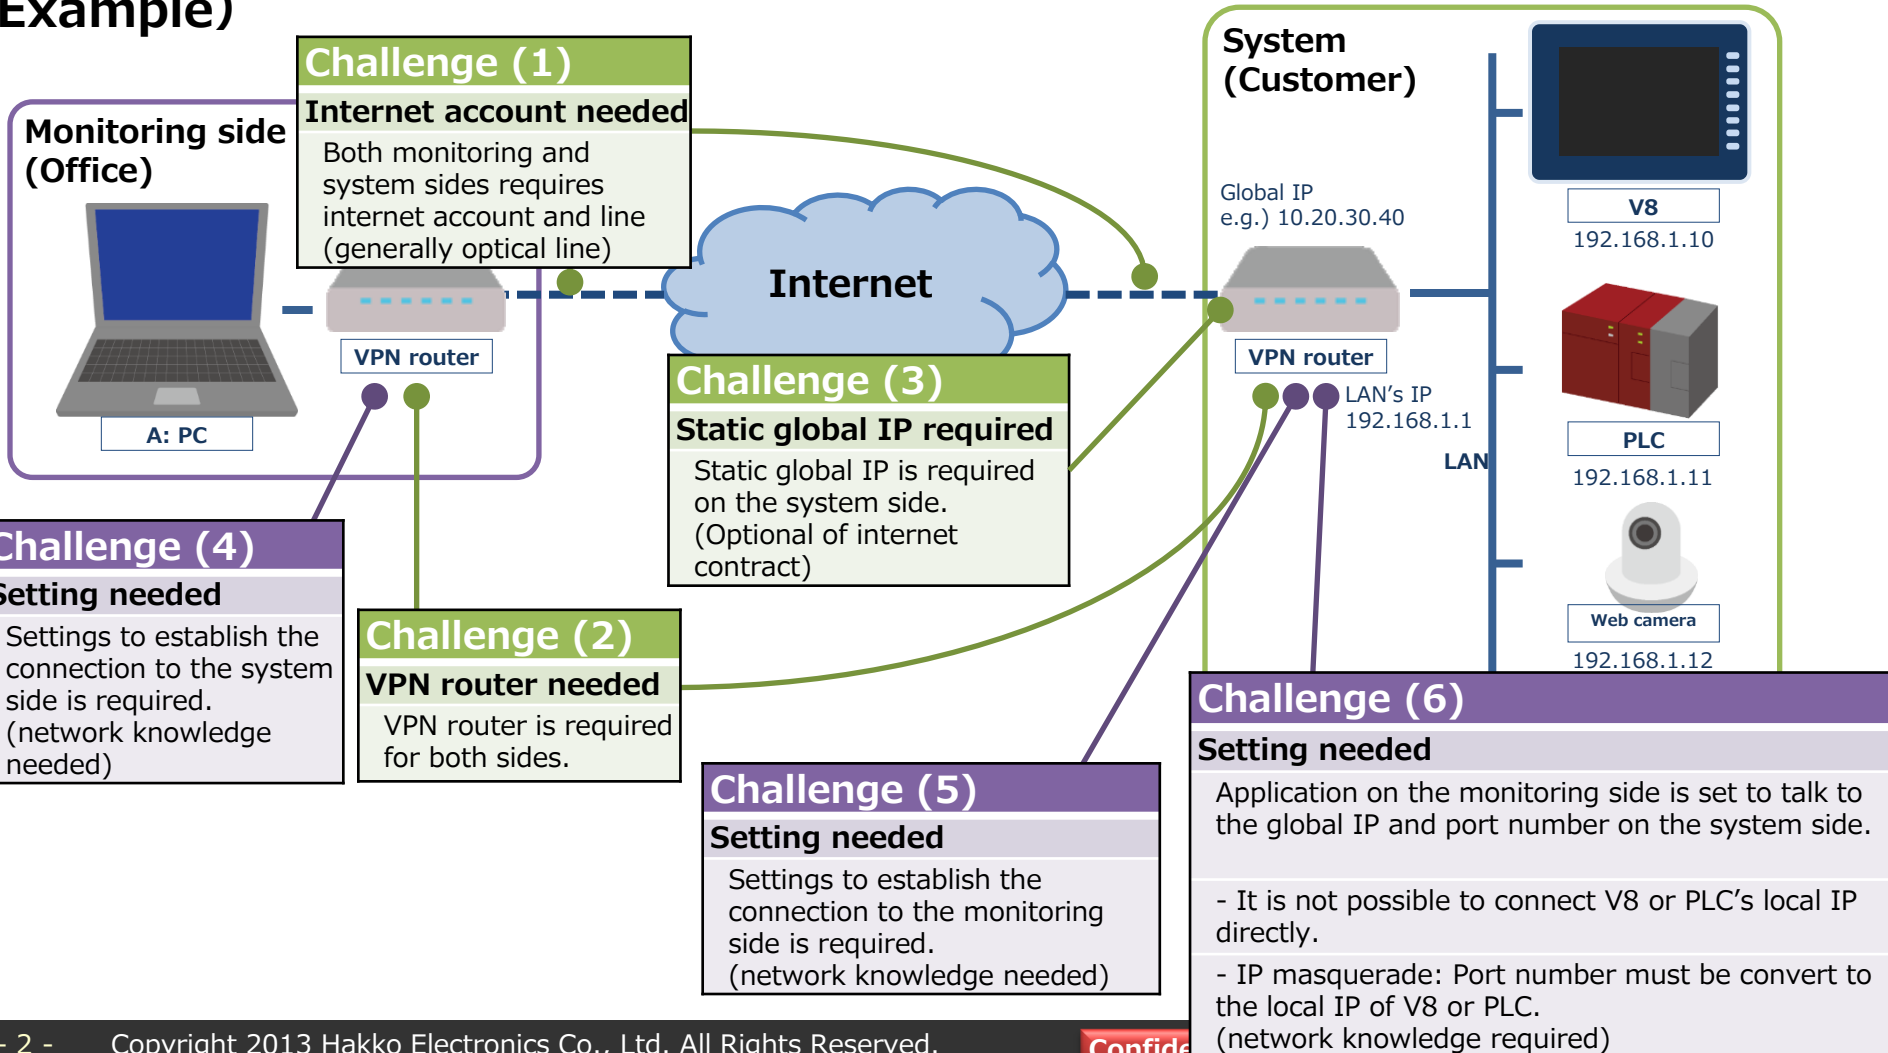 Example)
Challenge (1)
Internet account needed
Both monitoring and
system sides requires
internet account and line
(generally optical line)
Monitoring side
(Office)
VPN router
A: PC
Internet
System
(Customer)
Global IP
e.g.) 10.20.30.40
VPN router
LAN’s IP
192.168.1.1
LAN
V8
192.168.1.10
PLC
192.168.1.11
Web camera
192.168.1.12
Challenge (3)
Static global IP required
Static global IP is required
on the system side.
(Optional of internet
contract)
Challenge (4)
Setting needed
Settings to establish the
connection to the system
side is required.
(network knowledge
needed)
Challenge (2)
VPN router needed
VPN router is required
for both sides.
Challenge (5)
Setting needed
Settings to establish the
connection to the monitoring
side is required.
(network knowledge needed)
Challenge (6)
Setting needed
Application on the monitoring side is set to talk to
the global IP and port number on the system side.
- It is not possible to connect V8 or PLC’s local IP
directly.
- IP masquerade: Port number must be convert to
the local IP of V8 or PLC.
(network knowledge required)
- 2 -
Copyright 2013 Hakko Electronics Co., Ltd. All Rights Reserved.
Confide